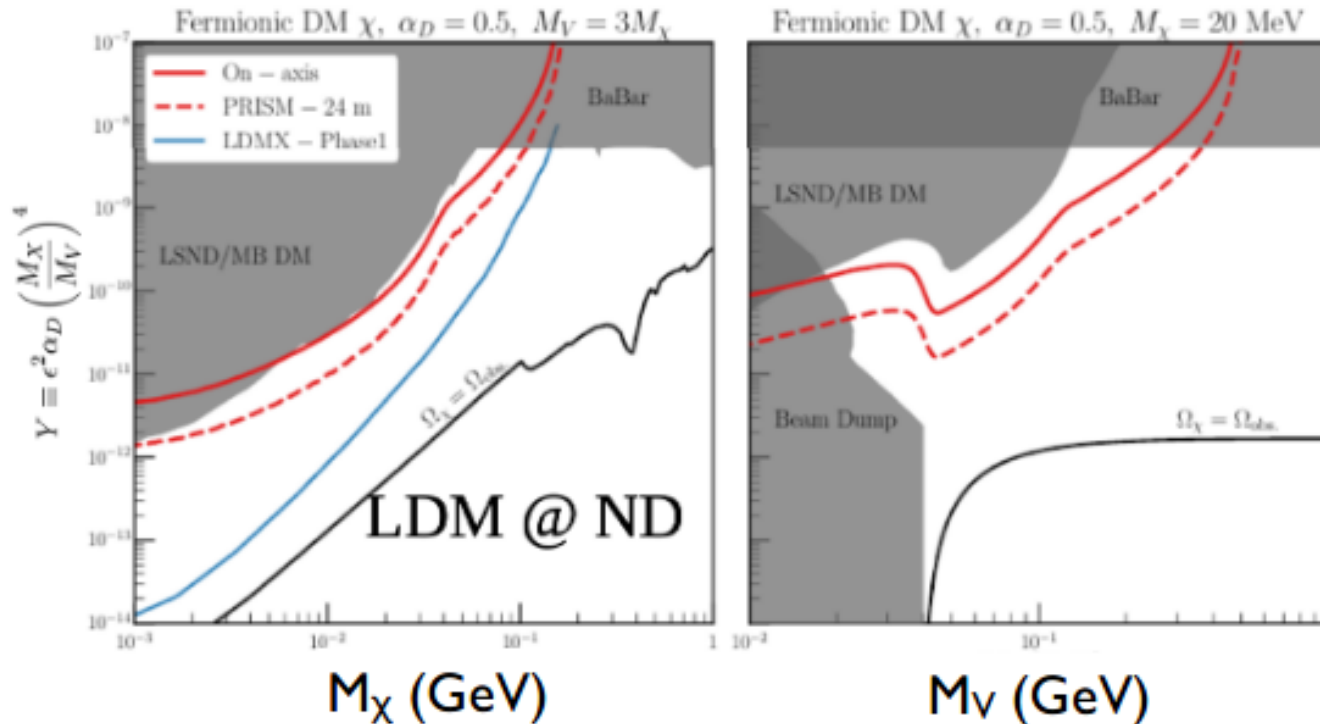 Fermionic DM χ, α_D = 0.5, M_V = 3M_χ
10⁻⁷
On − axis
PRISM − 24 m
LDMX − Phase1
BaBar
10⁻⁸
10⁻⁹
LSND/MB DM
10⁻¹⁰
10⁻¹¹
Ω_χ = Ω_obs.
10⁻¹²
10⁻¹³
LDM @ ND
10⁻¹⁴
Y ≡ ϵ²α_D (M_χ/M_V)⁴
10⁻³ 10⁻² 10⁻¹ 1
M_χ (GeV)
Fermionic DM χ, α_D = 0.5, M_χ = 20 MeV
BaBar
LSND/MB DM
Beam Dump
Ω_χ = Ω_obs.
10⁻² 10⁻¹
M_V (GeV)